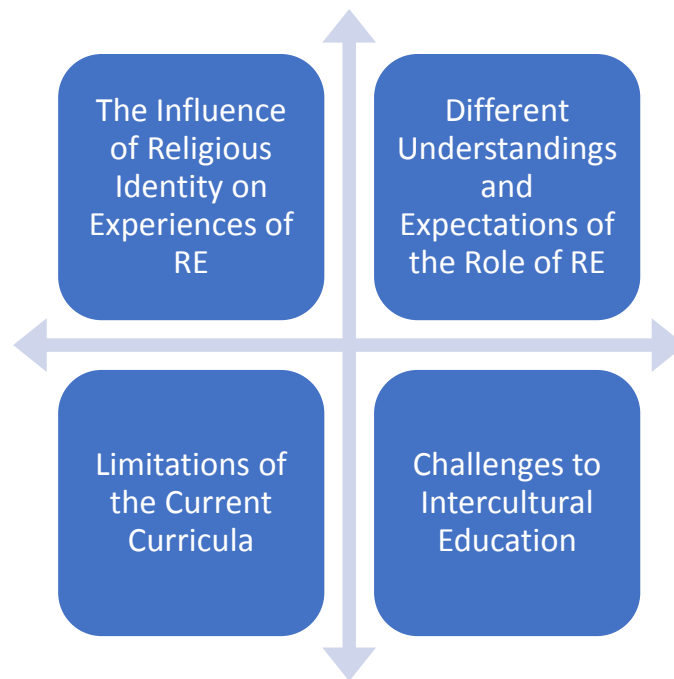 The Influence
of Religious
Identity on
Experiences of
RE
Different
Understandings
and
Expectations of
the Role of RE
Limitations of
the Current
Curricula
Challenges to
Intercultural
Education